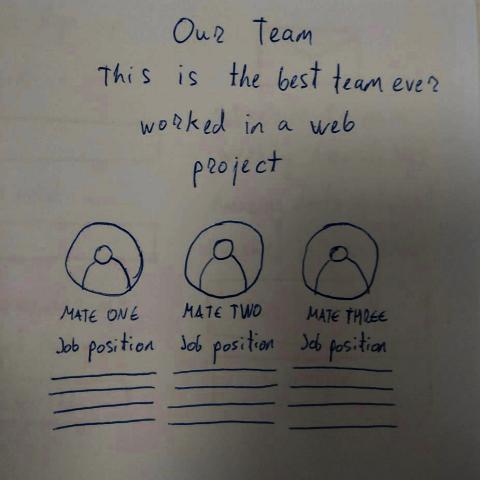 Our Team
This is the best team ever
worked in a web
project
MATE ONE MATE TWO MATE THREE
Job position Job position Job position